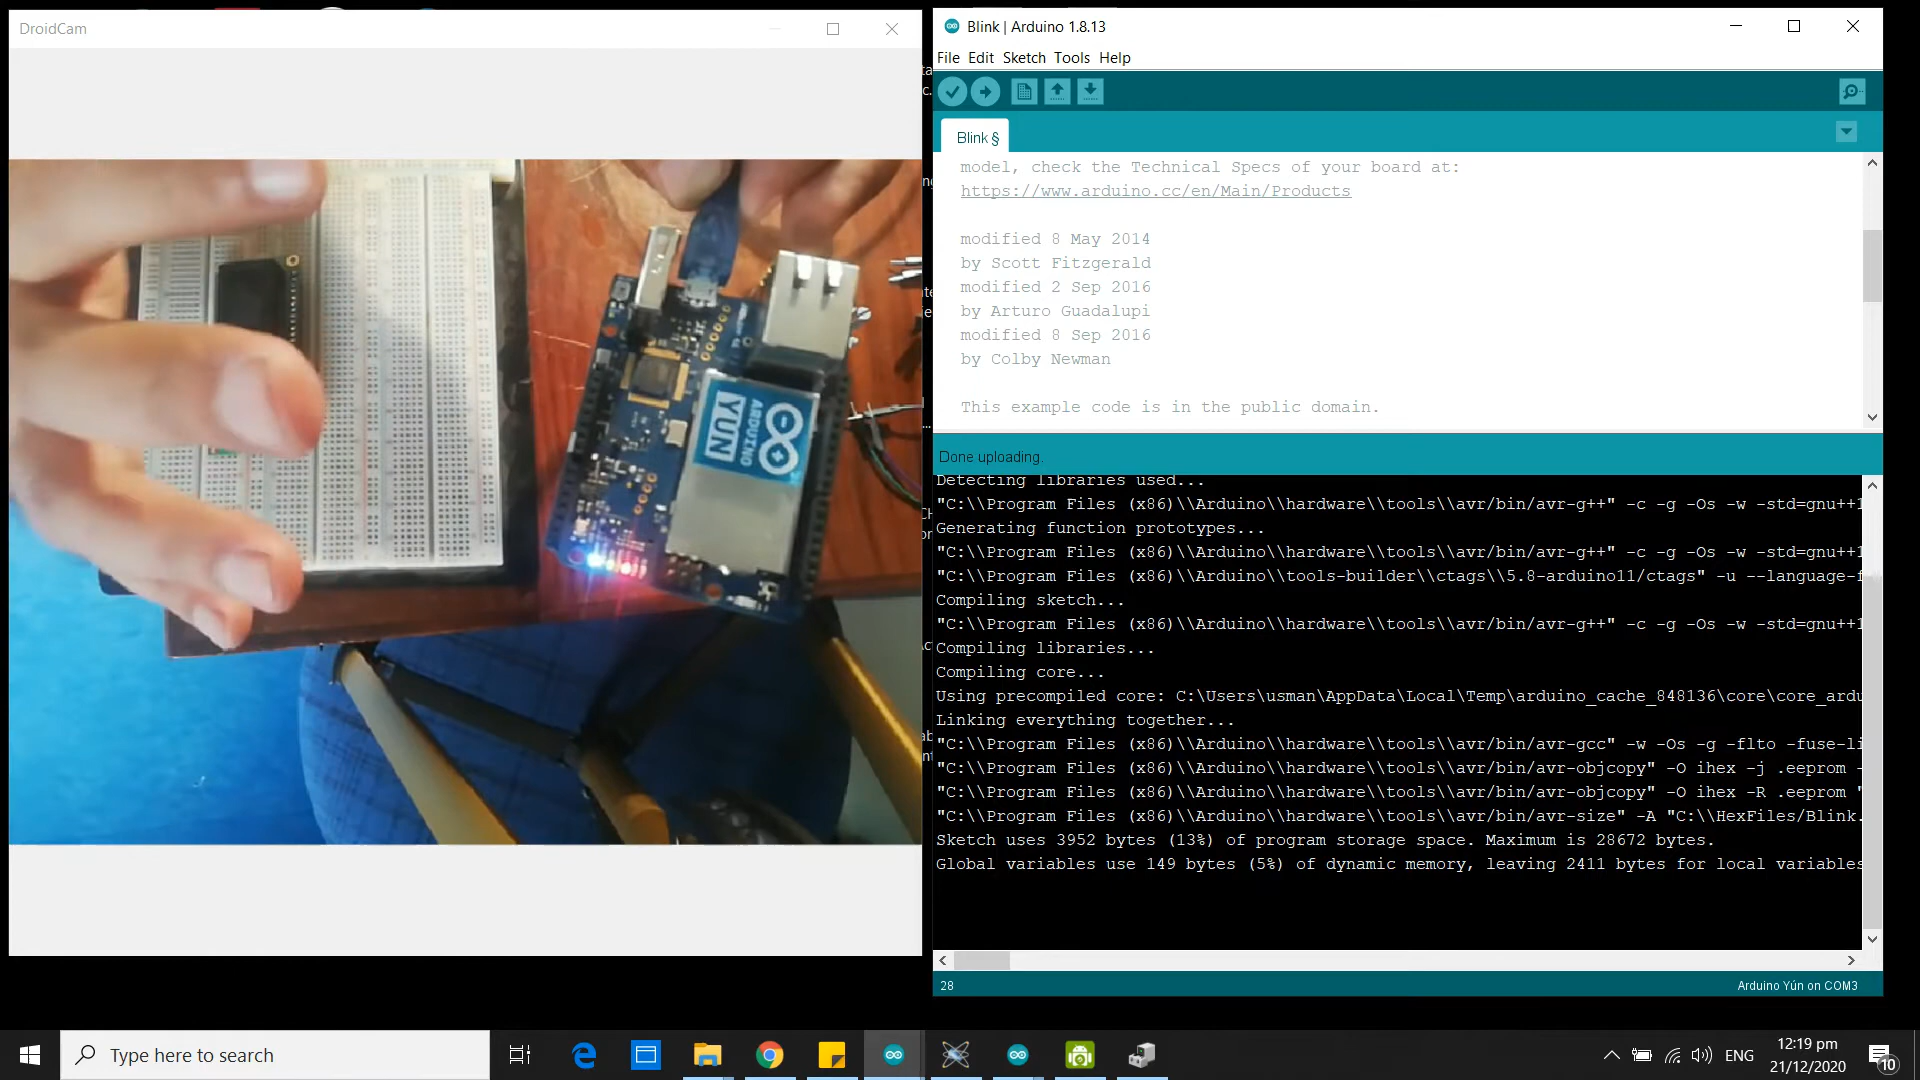 DroidCam
ARDUINO
YUN
Blink | Arduino 1.8.13
File Edit Sketch Tools Help
Blink §
model, check the Technical Specs of your board at:
https://www.arduino.cc/en/Main/Products
modified 8 May 2014
by Scott Fitzgerald
modified 2 Sep 2016
by Arturo Guadalupi
modified 8 Sep 2016
by Colby Newman
This example code is in the public domain.
Done uploading.
Detecting libraries used...
"C:\\Program Files (x86)\\Arduino\\hardware\\tools\\avr/bin/avr-g++" -c -g -Os -w -std=gnu++1
Generating function prototypes...
"C:\\Program Files (x86)\\Arduino\\hardware\\tools\\avr/bin/avr-g++" -c -g -Os -w -std=gnu++1
"C:\\Program Files (x86)\\Arduino\\tools-builder\\ctags\\5.8-arduino11/ctags" -u --language-f
Compiling sketch...
"C:\\Program Files (x86)\\Arduino\\hardware\\tools\\avr/bin/avr-g++" -c -g -Os -w -std=gnu++1
Compiling libraries...
Compiling core...
Using precompiled core: C:\Users\usman\AppData\Local\Temp\arduino_cache_848136\core\core_ardu
Linking everything together...
"C:\\Program Files (x86)\\Arduino\\hardware\\tools\\avr/bin/avr-gcc" -w -Os -g -flto -fuse-li
"C:\\Program Files (x86)\\Arduino\\hardware\\tools\\avr/bin/avr-objcopy" -O ihex -j .eeprom -
"C:\\Program Files (x86)\\Arduino\\hardware\\tools\\avr/bin/avr-objcopy" -O ihex -R .eeprom "
"C:\\Program Files (x86)\\Arduino\\hardware\\tools\\avr/bin/avr-size" -A "C:\\HexFiles/Blink.
Sketch uses 3952 bytes (13%) of program storage space. Maximum is 28672 bytes.
Global variables use 149 bytes (5%) of dynamic memory, leaving 2411 bytes for local variables
28
Arduino Yún on COM3
Type here to search
ENG
12:19 pm
21/12/2020
10